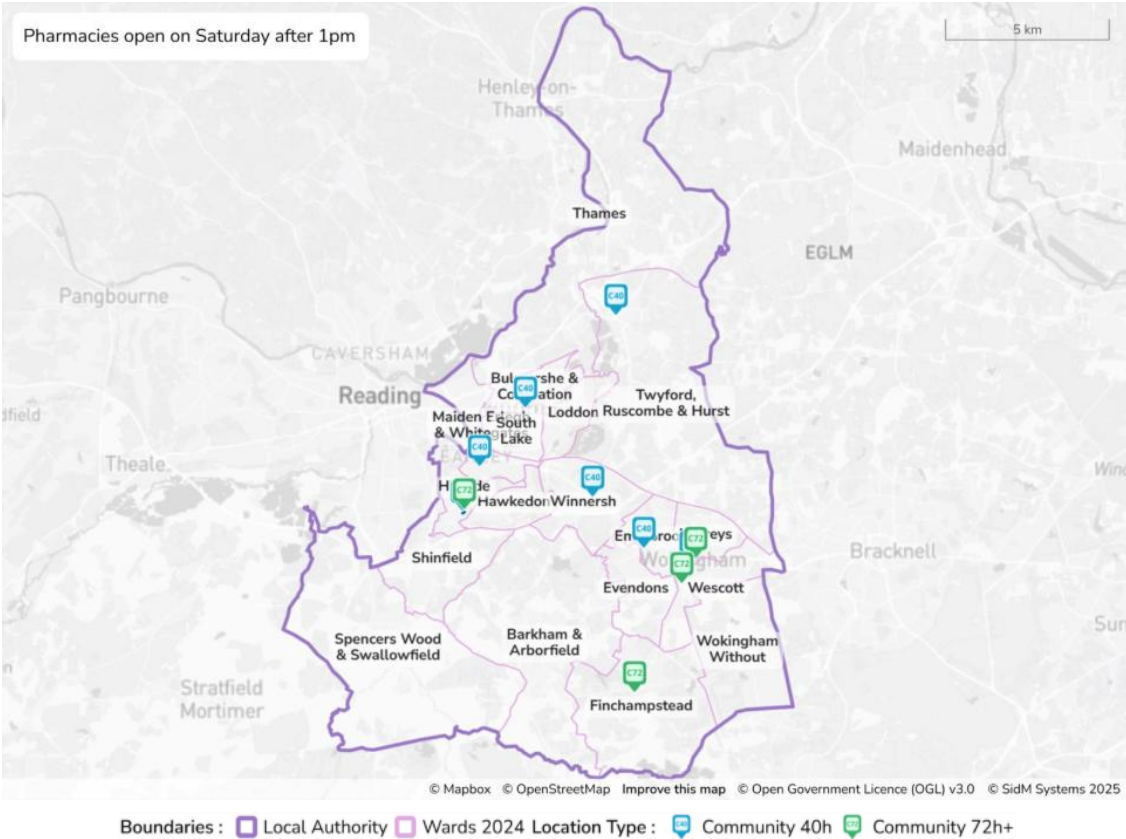 Pharmacies open on Saturday after 1pm
5 km
Henley-on-
Thames
Maidenhead
Thames
EGLM
Pangbourne
C40
CAVERSHAM
Reading
C40
Twyford,
Ruscombe & Hurst
Loddon
South
Lake
C40
Theale
C40
C72
Hawkedon
Winnersh
C40
C72
Shinfield
Bracknell
C72
Evendons
Wescott
Spencers Wood
& Swallowfield
Barkham &
Arborfield
Wokingham
Without
C72
Stratfield
Mortimer
Finchampstead
© Mapbox © OpenStreetMap Improve this map © Open Government Licence (OGL) v3.0 © SidM Systems 2025
Boundaries : Local Authority Wards 2024 Location Type : C40 Community 40h C72 Community 72h+